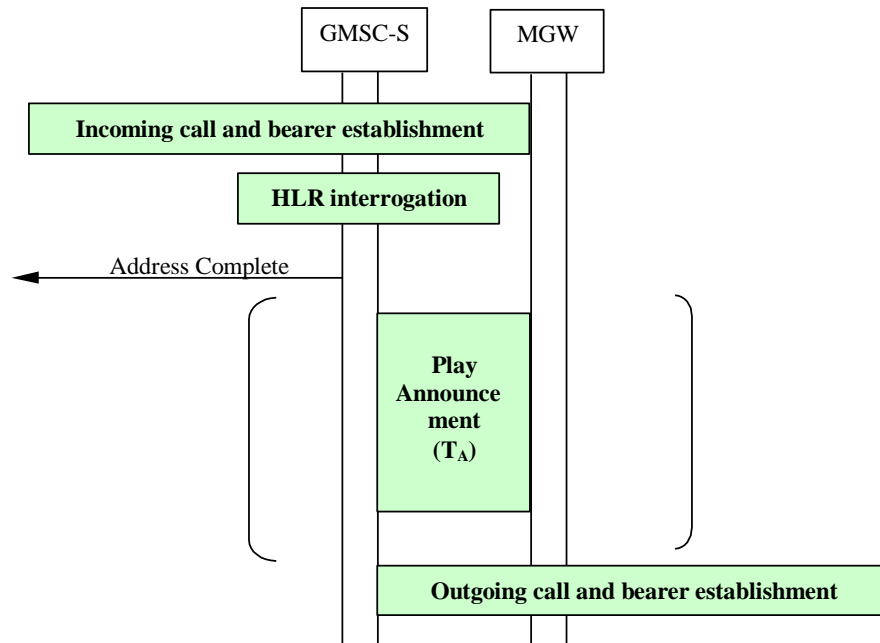 GMSC-S
MGW
Incoming call and bearer establishment
HLR interrogation
Address Complete
Play
Announce
ment
(TA)
Outgoing call and bearer establishment